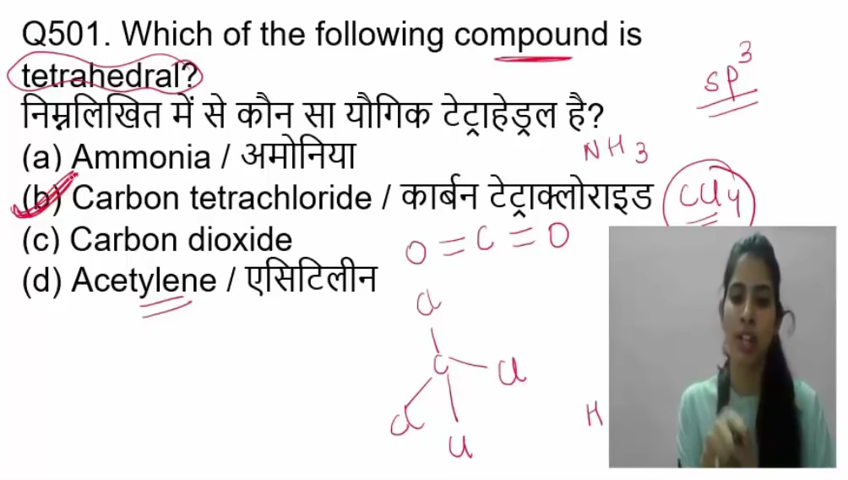 Q501. Which of the following compound is
tetrahedral?
sp³
निम्नलिखित में से कौन सा यौगिक टेट्राहेड्रल है?
(a) Ammonia / अमोनिया
NH3
(b) Carbon tetrachloride / कार्बन टेट्राक्लोराइड
CCl4
(c) Carbon dioxide
O=C=O
(d) Acetylene / एसिटिलीन
Cl
C
Cl
Cl
Cl
H